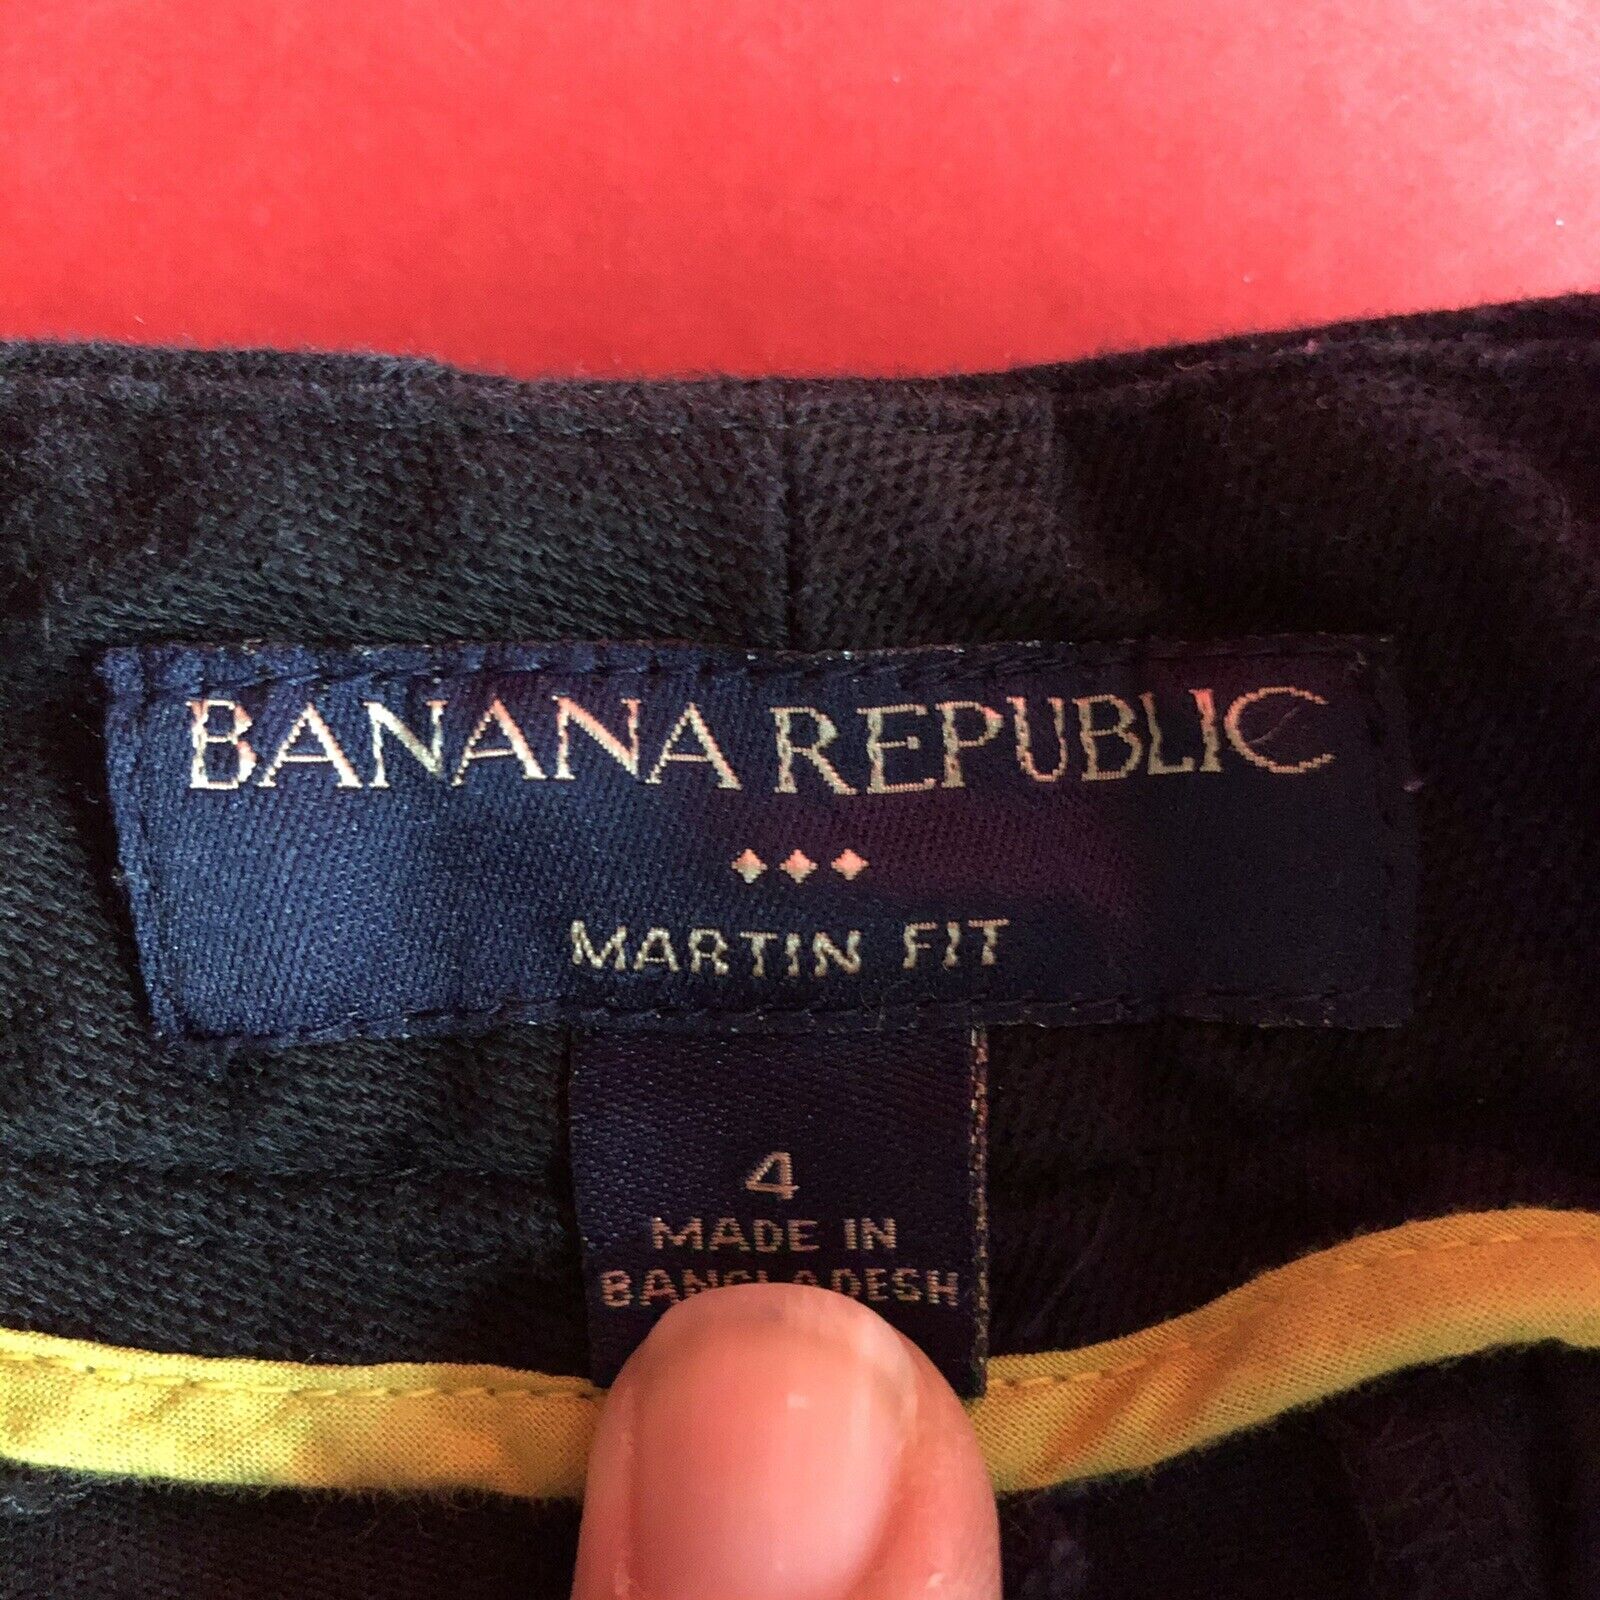 BANANA REPUBLIC
MARTIN FIT
4
MADE IN
BANGLADESH